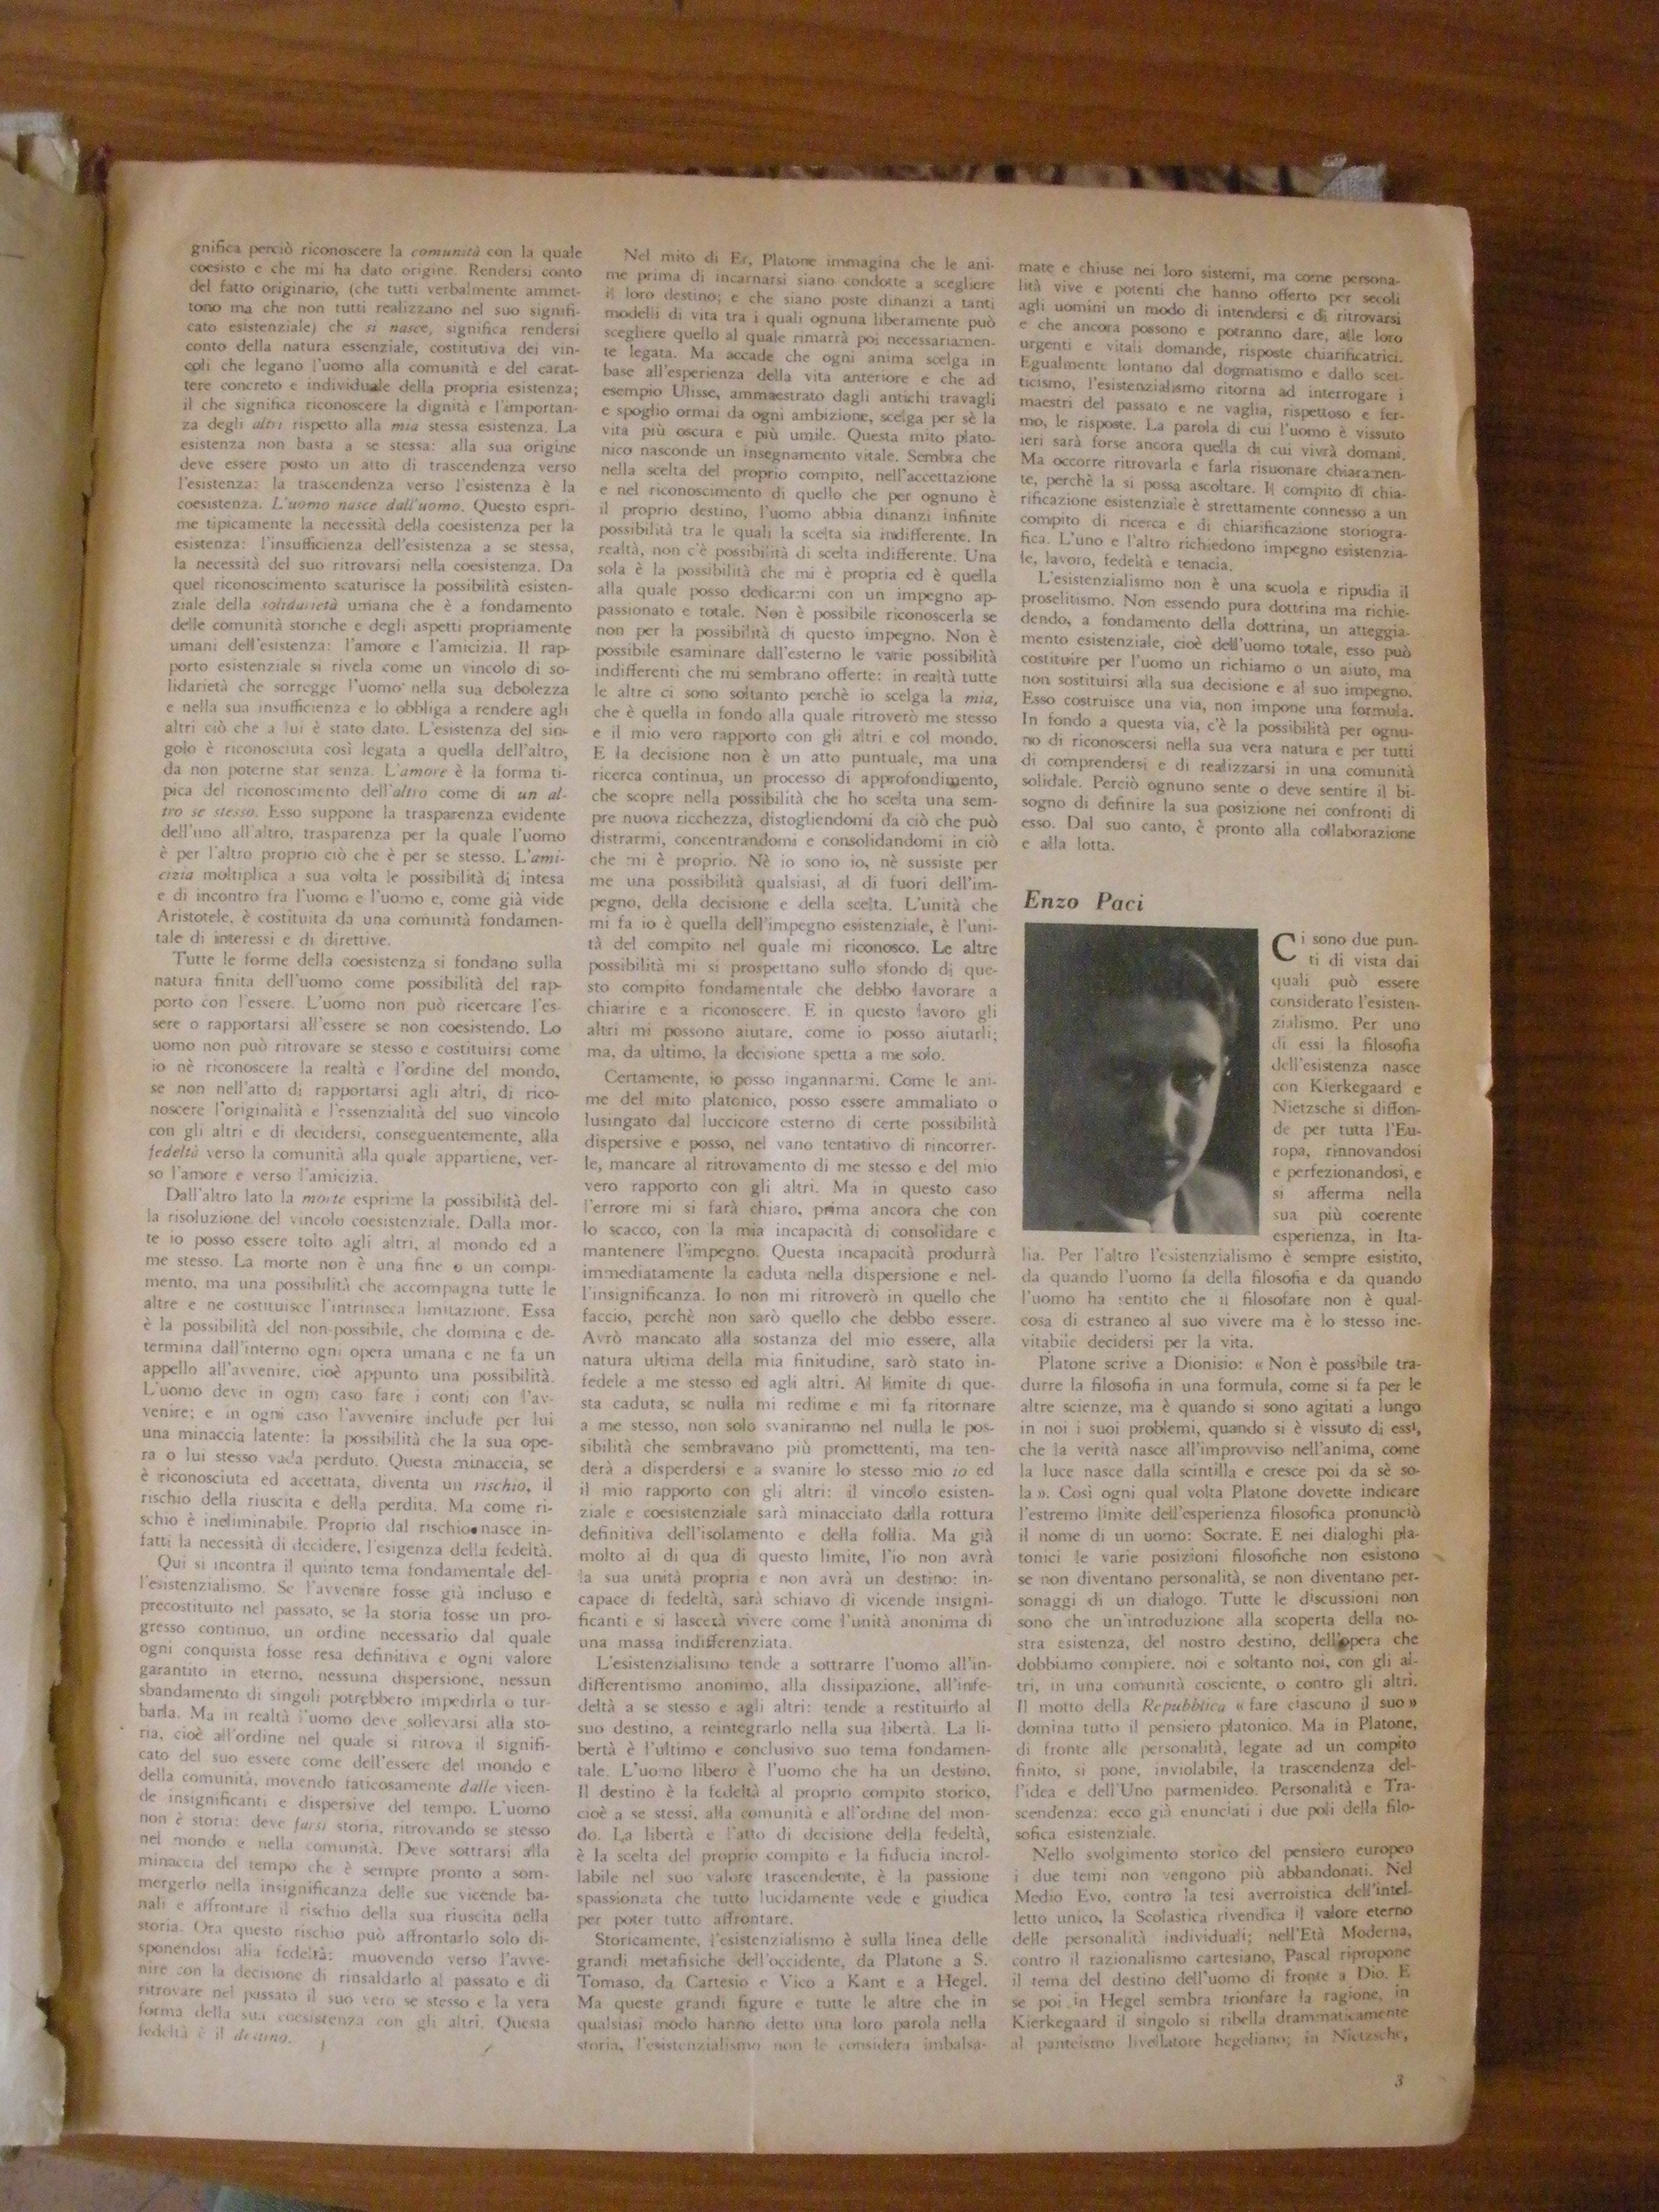 gnifica perciò riconoscere la comunità con la quale
coesisto e che mi ha dato origine. Rendersi conto
del fatto originario, (che tutti verbalmente ammet-
tono ma che non tutti realizzano nel suo signifi-
cato esistenziale) che si nasce, significa rendersi
conto della natura essenziale, costitutiva dei vin-
coli che legano l'uomo alla comunità e del carat-
tere concreto e individuale della propria esistenza;
il che significa riconoscere la dignità e l'importan-
za degli altri rispetto alla mia stessa esistenza. La
esistenza non basta a se stessa: alla sua origine
deve essere posto un atto di trascendenza verso
l'esistenza: la trascendenza verso l'esistenza è la
coesistenza. L'uomo nasce dall'uomo. Questo espri-
me tipicamente la necessità della coesistenza per la
esistenza: l'insufficienza dell'esistenza a se stessa,
la necessità del suo ritrovarsi nella coesistenza. Da
quel riconoscimento scaturisce la possibilità esisten-
ziale della solidarietà umana che è a fondamento
delle comunità storiche e degli aspetti propriamente
umani dell'esistenza: l'amore e l'amicizia. Il rap-
porto esistenziale si rivela come un vincolo di so-
lidarietà che sorregge l'uomo nella sua debolezza
e nella sua insufficienza e lo obbliga a rendere agli
altri ciò che a lui è stato dato. L'esistenza del sin-
golo è riconosciuta così legata a quella dell'altro,
da non poterne star senza. L'amore è la forma ti-
pica del riconoscimento dell'altro come di un al-
tro se stesso. Esso suppone la trasparenza evidente
dell'uno all'altro, trasparenza per la quale l'uomo
è per l'altro proprio ciò che è per se stesso. L'ami-
cizia moltiplica a sua volta le possibilità di intesa
e di incontro fra l'uomo e l'uomo e, come già vide
Aristotele, è costituita da una comunità fondamen-
tale di interessi e di direttive.
Tutte le forme della coesistenza si fondano sulla
natura finita dell'uomo come possibilità del rap-
porto con l'essere. L'uomo non può ricercare l'es-
sere o rapportarsi all'essere se non coesistendo. Lo
uomo non può ritrovare se stesso e costituirsi come
io nè riconoscere la realtà e l'ordine del mondo,
se non nell'atto di rapportarsi agli altri, di rico-
noscere l'originalità e l'essenzialità del suo vincolo
con gli altri e di decidersi, conseguentemente, alla
fedeltà verso la comunità alla quale appartiene, ver-
so l'amore e verso l'amicizia.
Dall'altro lato la morte esprime la possibilità del-
la risoluzione del vincolo coesistenziale. Dalla mor-
te io posso essere tolto agli altri, al mondo ed a
me stesso. La morte non è una fine o un compi-
mento, ma una possibilità che accompagna tutte le
altre e ne costituisce l'intrinseca limitazione. Essa
è la possibilità del non-possibile, che domina e de-
termina dall'interno ogni opera umana e ne fa un
appello all'avvenire, cioè appunto una possibilità.
L'uomo deve in ogni caso fare i conti con l'av-
venire; e in ogni caso l'avvenire include per lui
una minaccia latente: la possibilità che la sua ope-
ra o lui stesso vada perduto. Questa minaccia, se
è riconosciuta ed accettata, diventa un rischio, il
rischio della riuscita e della perdita. Ma come ri-
schio è ineliminabile. Proprio dal rischio nasce in-
fatti la necessità di decidere, l'esigenza della fedeltà.
Qui si incontra il quinto tema fondamentale del-
l'esistenzialismo. Se l'avvenire fosse già incluso e
precostituito nel passato, se la storia fosse un pro-
gresso continuo, un ordine necessario dal quale
ogni conquista fosse resa definitiva e ogni valore
garantito in eterno, nessuna dispersione, nessun
sbandamento di singoli potrebbero impedirla o tur-
barla. Ma in realtà l'uomo deve sollevarsi alla sto-
ria, cioè all'ordine nel quale si ritrova il signifi-
cato del suo essere come dell'essere del mondo e
della comunità, movendo faticosamente dalle vicen-
de insignificanti e dispersive del tempo. L'uomo
non è storia: deve farsi storia, ritrovando se stesso
nel mondo e nella comunità. Deve sottrarsi alla
minaccia del tempo che è sempre pronto a som-
mergerlo nella insignificanza delle sue vicende ba-
nali e affrontare il rischio della sua riuscita nella
storia. Ora questo rischio può affrontarlo solo di-
sponendosi alla fedeltà: muovendo verso l'avve-
nire con la decisione di rinsaldarlo al passato e di
ritrovare nel passato il suo vero se stesso e la vera
forma della sua coesistenza con gli altri. Questa
fedeltà è il destino.
Nel mito di Er, Platone immagina che le ani-
me prima di incarnarsi siano condotte a scegliere
il loro destino; e che siano poste dinanzi a tanti
modelli di vita tra i quali ognuna liberamente può
scegliere quello al quale rimarrà poi necessariamen-
te legata. Ma accade che ogni anima scelga in
base all'esperienza della vita anteriore e che ad
esempio Ulisse, ammaestrato dagli antichi travagli
e spoglio ormai da ogni ambizione, scelga per sè la
vita più oscura e più umile. Questa mito plato-
nico nasconde un insegnamento vitale. Sembra che
nella scelta del proprio compito, nell'accettazione
e nel riconoscimento di quello che per ognuno è
il proprio destino, l'uomo abbia dinanzi infinite
possibilità tra le quali la scelta sia indifferente. In
realtà, non c'è possibilità di scelta indifferente. Una
sola è la possibilità che mi è propria ed è quella
alla quale posso dedicarmi con un impegno ap-
passionato e totale. Non è possibile riconoscerla se
non per la possibilità di questo impegno. Non è
possibile esaminare dall'esterno le varie possibilità
indifferenti che mi sembrano offerte: in realtà tutte
le altre ci sono soltanto perchè io scelga la mia,
che è quella in fondo alla quale ritroverò me stesso
e il mio vero rapporto con gli altri e col mondo.
E la decisione non è un atto puntuale, ma una
ricerca continua, un processo di approfondimento,
che scopre nella possibilità che ho scelta una sem-
pre nuova ricchezza, distogliendomi da ciò che può
distrarmi, concentrandomi e consolidandomi in ciò
che mi è proprio. Nè io sono io, nè sussiste per
me una possibilità qualsiasi, al di fuori dell'im-
pegno, della decisione e della scelta. L'unità che
mi fa io è quella dell'impegno esistenziale, è l'uni-
tà del compito nel quale mi riconosco. Le altre
possibilità mi si prospettano sullo sfondo di que-
sto compito fondamentale che debbo lavorare a
chiarire e a riconoscere. E in questo lavoro gli
altri mi possono aiutare, come io posso aiutarli;
ma, da ultimo, la decisione spetta a me solo.
Certamente, io posso ingannarmi. Come le ani-
me del mito platonico, posso essere ammaliato o
lusingato dal luccicore esterno di certe possibilità
dispersive e posso, nel vano tentativo di rincorrer-
le, mancare al ritrovamento di me stesso e del mio
vero rapporto con gli altri. Ma in questo caso
l'errore mi si farà chiaro, prima ancora che con
lo scacco, con la mia incapacità di consolidare e
mantenere l'impegno. Questa incapacità produrrà
immediatamente la caduta nella dispersione e nel-
l'insignificanza. Io non mi ritroverò in quello che
faccio, perchè non sarò quello che debbo essere.
Avrò mancato alla sostanza del mio essere, alla
natura ultima della mia finitudine, sarò stato in-
fedele a me stesso ed agli altri. Al limite di que-
sta caduta, se nulla mi redime e mi fa ritornare
a me stesso, non solo svaniranno nel nulla le pos-
sibilità che sembravano più promettenti, ma ten-
derà a disperdersi e a svanire lo stesso mio io ed
il mio rapporto con gli altri: il vincolo esisten-
ziale e coesistenziale sarà minacciato dalla rottura
definitiva dell'isolamento e della follia. Ma già
molto al di qua di questo limite, l'io non avrà
la sua unità propria e non avrà un destino: in-
capace di fedeltà, sarà schiavo di vicende insigni-
ficanti e si lascerà vivere come l'unità anonima di
una massa indifferenziata.
L'esistenzialismo tende a sottrarre l'uomo all'in-
differentismo anonimo, alla dissipazione, all'infe-
deltà a se stesso e agli altri: tende a restituirlo al
suo destino, a reintegrarlo nella sua libertà. La li-
bertà è l'ultimo e conclusivo suo tema fondamen-
tale. L'uomo libero è l'uomo che ha un destino.
Il destino è la fedeltà al proprio compito storico,
cioè a se stessi, alla comunità e all'ordine del mon-
do. La libertà e l'atto di decisione della fedeltà,
è la scelta del proprio compito e la fiducia incrol-
labile nel suo valore trascendente, è la passione
spassionata che tutto lucidamente vede e giudica
per poter tutto affrontare.
Storicamente, l'esistenzialismo è sulla linea delle
grandi metafisiche dell'occidente, da Platone a S.
Tomaso, da Cartesio e Vico a Kant e a Hegel.
Ma queste grandi figure e tutte le altre che in
qualsiasi modo hanno detto una loro parola nella
storia, l'esistenzialismo non le considera imbalsa-
mate e chiuse nei loro sistemi, ma come persona-
lità vive e potenti che hanno offerto per secoli
agli uomini un modo di intendersi e di ritrovarsi
e che ancora possono e potranno dare, alle loro
urgenti e vitali domande, risposte chiarificatrici.
Egualmente lontano dal dogmatismo e dallo scet-
ticismo, l'esistenzialismo ritorna ad interrogare i
maestri del passato e ne vaglia, rispettoso e fer-
mo, le risposte. La parola di cui l'uomo è vissuto
ieri sarà forse ancora quella di cui vivrà domani.
Ma occorre ritrovarla e farla risuonare chiaramen-
te, perchè la si possa ascoltare. Il compito di chia-
rificazione esistenziale è strettamente connesso a un
compito di ricerca e di chiarificazione storiogra-
fica. L'uno e l'altro richiedono impegno esistenzia-
le, lavoro, fedeltà e tenacia.
L'esistenzialismo non è una scuola e ripudia il
proselitismo. Non essendo pura dottrina ma richie-
dendo, a fondamento della dottrina, un atteggia-
mento esistenziale, cioè dell'uomo totale, esso può
costituire per l'uomo un richiamo o un aiuto, ma
non sostituirsi alla sua decisione e al suo impegno.
Esso costruisce una via, non impone una formula.
In fondo a questa via, c'è la possibilità per ognu-
no di riconoscersi nella sua vera natura e per tutti
di comprendersi e di realizzarsi in una comunità
solidale. Perciò ognuno sente o deve sentire il bi-
sogno di definire la sua posizione nei confronti di
esso. Dal suo canto, è pronto alla collaborazione
e alla lotta.
Enzo Paci
Ci sono due pun-
ti di vista dai
quali può essere
considerato l'esisten-
zialismo. Per uno
di essi la filosofia
dell'esistenza nasce
con Kierkegaard e
Nietzsche si diffon-
de per tutta l'Eu-
ropa, rinnovandosi
e perfezionandosi, e
si afferma nella
sua più coerente
esperienza, in Ita-
lia. Per l'altro l'esistenzialismo è sempre esistito,
da quando l'uomo fa della filosofia e da quando
l'uomo ha sentito che il filosofare non è qual-
cosa di estraneo al suo vivere ma è lo stesso ine-
vitabile decidersi per la vita.
Platone scrive a Dionisio: « Non è possibile tra-
durre la filosofia in una formula, come si fa per le
altre scienze, ma è quando si sono agitati a lungo
in noi i suoi problemi, quando si è vissuto di essi,
che la verità nasce all'improvviso nell'anima, come
la luce nasce dalla scintilla e cresce poi da sè so-
la ». Così ogni qual volta Platone dovette indicare
l'estremo limite dell'esperienza filosofica pronunciò
il nome di un uomo: Socrate. E nei dialoghi pla-
tonici le varie posizioni filosofiche non esistono
se non diventano personalità, se non diventano per-
sonaggi di un dialogo. Tutte le discussioni non
sono che un'introduzione alla scoperta della no-
stra esistenza, del nostro destino, dell'opera che
dobbiamo compiere, noi e soltanto noi, con gli al-
tri, in una comunità cosciente, o contro gli altri.
Il motto della Repubblica « fare ciascuno il suo »
domina tutto il pensiero platonico. Ma in Platone,
di fronte alle personalità, legate ad un compito
finito, si pone, inviolabile, la trascendenza del-
l'idea e dell'Uno parmenideo. Personalità e Tra-
scendenza: ecco già enunciati i due poli della filo-
sofica esistenziale.
Nello svolgimento storico del pensiero europeo
i due temi non vengono più abbandonati. Nel
Medio Evo, contro la tesi averroistica dell'intel-
letto unico, la Scolastica rivendica il valore eterno
delle personalità individuali; nell'Età Moderna,
contro il razionalismo cartesiano, Pascal ripropone
il tema del destino dell'uomo di fronte a Dio. E
se poi in Hegel sembra trionfare la ragione, in
Kierkegaard il singolo si ribella drammaticamente
al panteismo livellatore hegeliano; in Nietzsche,
3